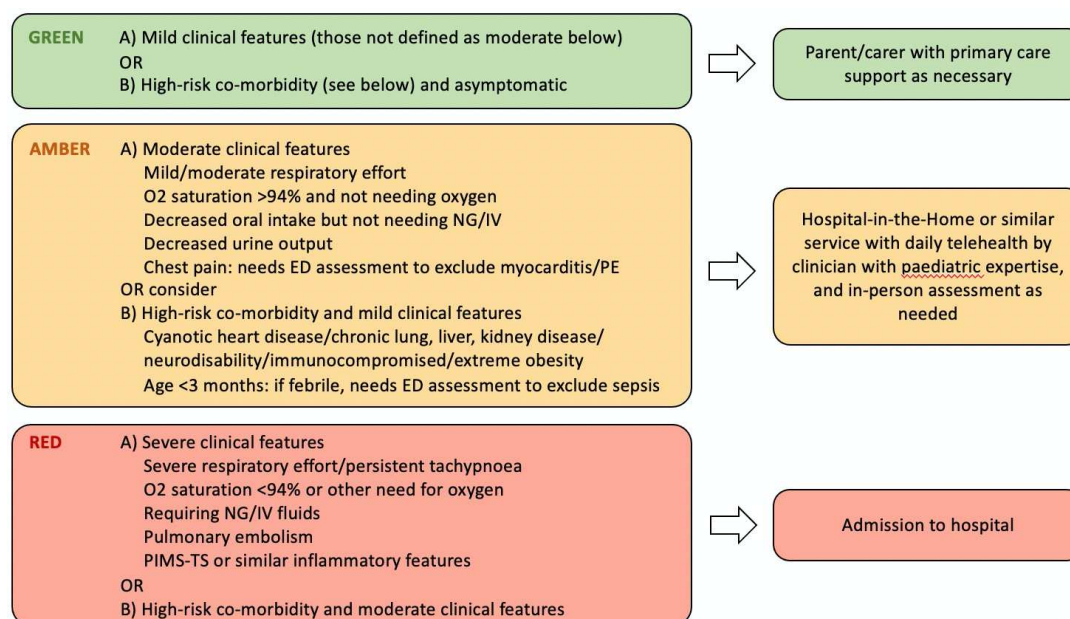 GREEN A) Mild clinical features (those not defined as moderate below)
OR
B) High-risk co-morbidity (see below) and asymptomatic
Parent/carer with primary care
support as necessary
AMBER A) Moderate clinical features
Mild/moderate respiratory effort
O2 saturation >94% and not needing oxygen
Decreased oral intake but not needing NG/IV
Decreased urine output
Chest pain: needs ED assessment to exclude myocarditis/PE
OR consider
B) High-risk co-morbidity and mild clinical features
Cyanotic heart disease/chronic lung, liver, kidney disease/
neurodisability/immunocompromised/extreme obesity
Age <3 months: if febrile, needs ED assessment to exclude sepsis
Hospital-in-the-Home or similar
service with daily telehealth by
clinician with paediatric expertise,
and in-person assessment as
needed
RED A) Severe clinical features
Severe respiratory effort/persistent tachypnoea
O2 saturation <94% or other need for oxygen
Requiring NG/IV fluids
Pulmonary embolism
PIMS-TS or similar inflammatory features
OR
B) High-risk co-morbidity and moderate clinical features
Admission to hospital